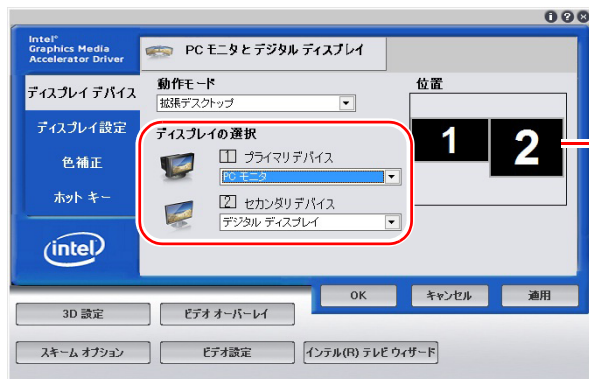 Intel®
Graphics Media
Accelerator Driver
PC モニタとデジタル ディスプレイ
ディスプレイ デバイス
ディスプレイ設定
色補正
ホット キー
intel
動作モード
拡張デスクトップ
ディスプレイの選択
1 プライマリデバイス
PC モニタ
2 セカンダリデバイス
デジタル ディスプレイ
位置
1
2
OK
キャンセル
適用
3D 設定
ビデオ オーバーレイ
スキーム オプション
ビデオ設定
インテル(R) テレビ ウィザード